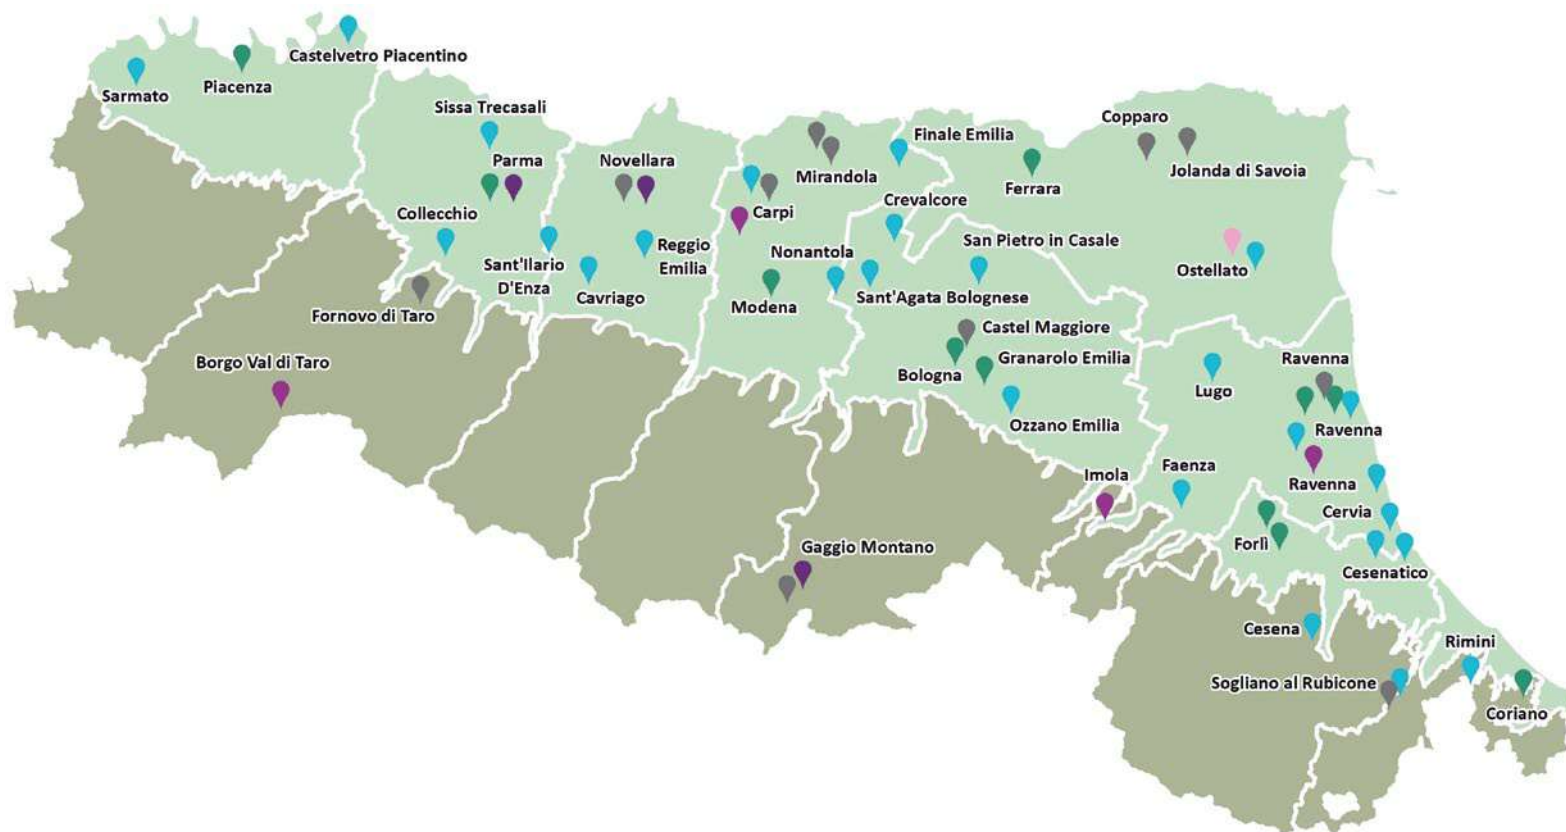 Castelvetro Piacentino
Piacenza
Sarmato
Sissa Trecasali
Parma
Novellara
Collecchio
Sant'Ilario
D'Enza
Cavriago
Reggio
Emilia
Fornovo di Taro
Borgo Val di Taro
Mirandola
Carpi
Finale Emilia
Crevalcore
Nonantola
Modena
Sant'Agata Bolognese
San Pietro in Casale
Castel Maggiore
Granarolo Emilia
Bologna
Ozzano Emilia
Gaggio Montano
Imola
Copparo
Jolanda di Savoia
Ferrara
Ostellato
Ravenna
Lugo
Ravenna
Ravenna
Faenza
Cervia
Forlì
Cesenatico
Cesena
Rimini
Sogliano al Rubicone
Coriano